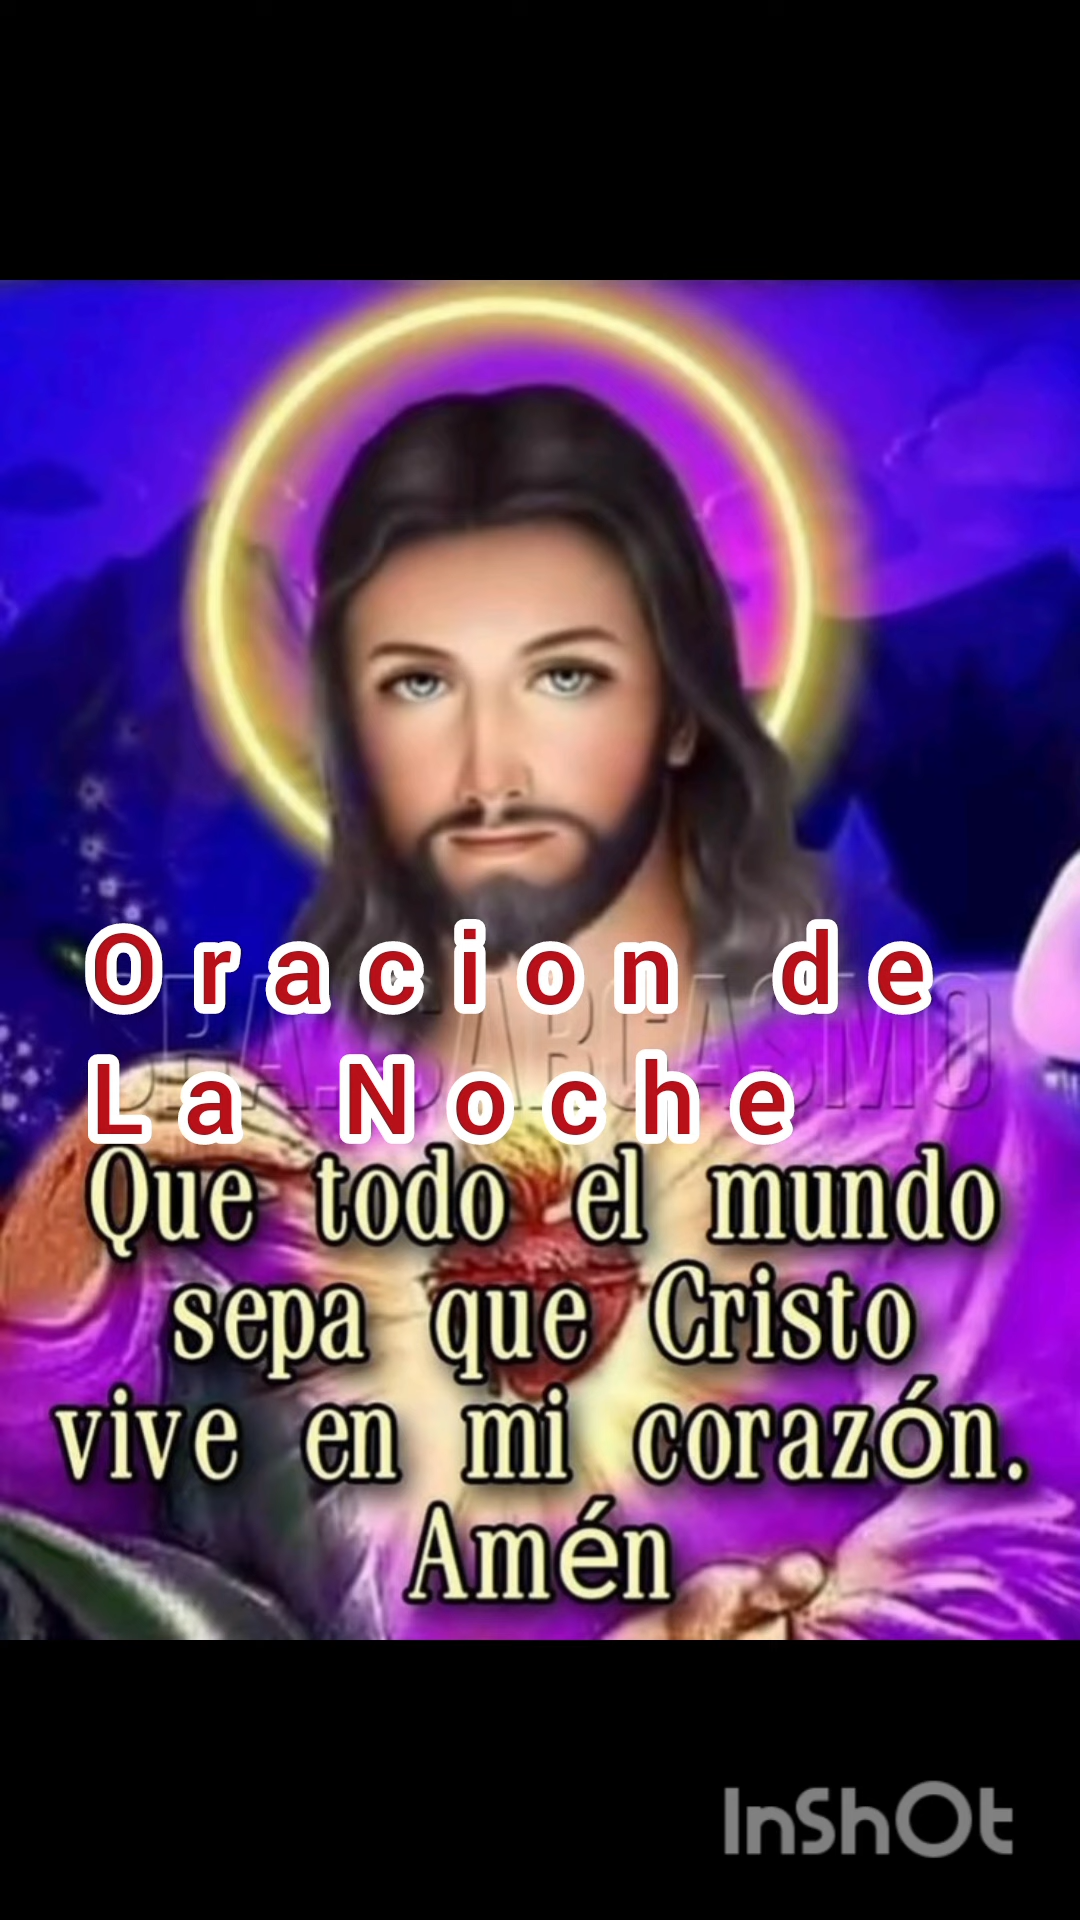 Oracion de
La Noche
Que todo el mundo
sepa que Cristo
vive en mi corazón.
Amén
InShOt